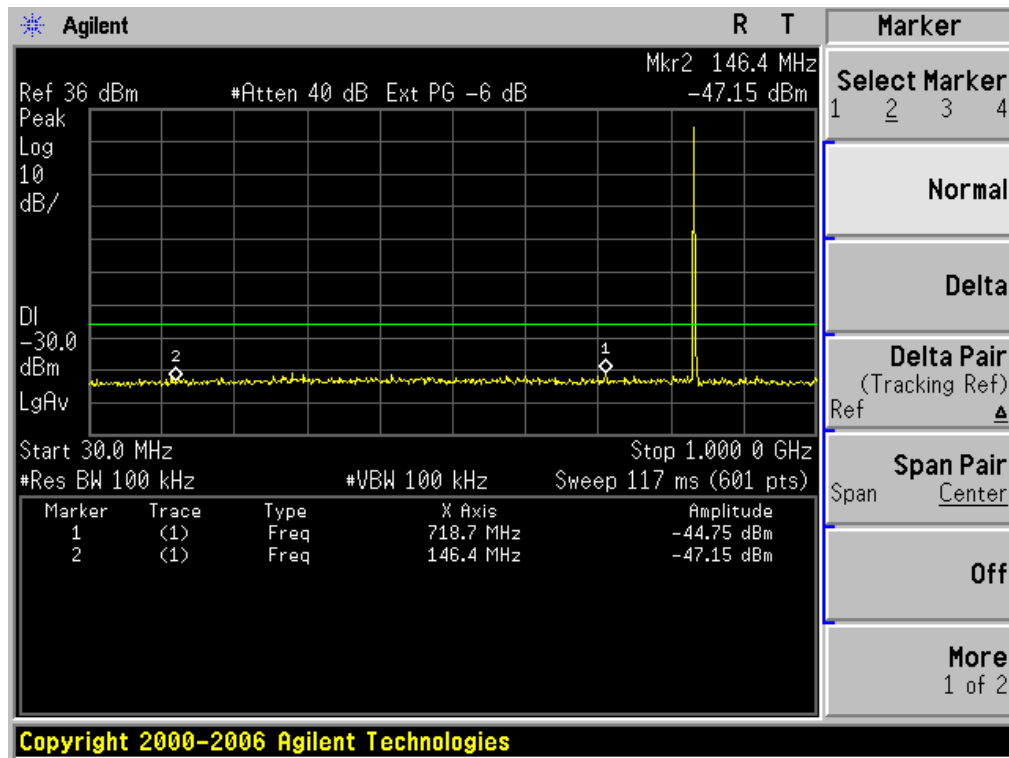 Agilent R T
Mkr2 146.4 MHz
Ref 36 dBm #Atten 40 dB Ext PG -6 dB -47.15 dBm
Peak
Log
10
dB/
DI
-30.0
dBm
LgAv
2
1
Start 30.0 MHz Stop 1.000 0 GHz
#Res BW 100 kHz #VBW 100 kHz Sweep 117 ms (601 pts)
Marker Trace Type X Axis Amplitude
1 (1) Freq 718.7 MHz -44.75 dBm
2 (1) Freq 146.4 MHz -47.15 dBm
Copyright 2000-2006 Agilent Technologies
Marker
Select Marker
1 2 3 4
Normal
Delta
Delta Pair
(Tracking Ref)
Ref Δ
Span Pair
Span Center
Off
More
1 of 2